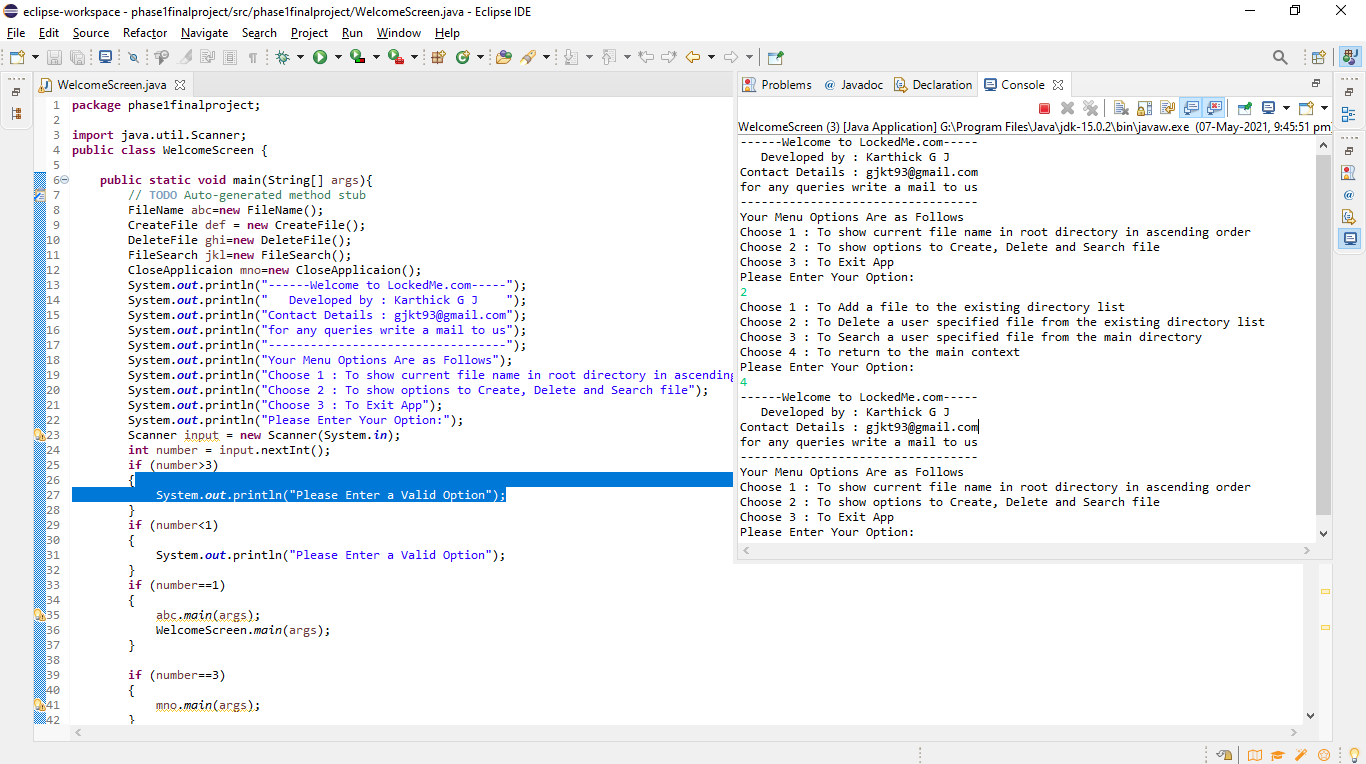 eclipse-workspace - phase1finalproject/src/phase1finalproject/WelcomeScreen.java - Eclipse IDE
File Edit Source Refactor Navigate Search Project Run Window Help
WelcomeScreen.java
1 package phase1finalproject;
2
3 import java.util.Scanner;
4 public class WelcomeScreen {
5
6 public static void main(String[] args){
7 // TODO Auto-generated method stub
8 FileName abc=new FileName();
9 CreateFile def = new CreateFile();
10 DeleteFile ghi=new DeleteFile();
11 FileSearch jkl=new FileSearch();
12 CloseApplicaion mno=new CloseApplicaion();
13 System.out.println("------Welcome to LockedMe.com-----");
14 System.out.println("   Developed by : Karthick G J    ");
15 System.out.println("Contact Details : gjkt93@gmail.com");
16 System.out.println("for any queries write a mail to us");
17 System.out.println("----------------------------------");
18 System.out.println("Your Menu Options Are as Follows");
19 System.out.println("Choose 1 : To show current file name in root directory in ascending
20 System.out.println("Choose 2 : To show options to Create, Delete and Search file");
21 System.out.println("Choose 3 : To Exit App");
22 System.out.println("Please Enter Your Option:");
23 Scanner input = new Scanner(System.in);
24 int number = input.nextInt();
25 if (number>3)
26 {
27 System.out.println("Please Enter a Valid Option");
28 }
29 if (number<1)
30 {
31 System.out.println("Please Enter a Valid Option");
32 }
33 if (number==1)
34 {
35 abc.main(args);
36 WelcomeScreen.main(args);
37 }
38
39 if (number==3)
40 {
41 mno.main(args);
42 }
Problems @ Javadoc Declaration Console
WelcomeScreen (3) [Java Application] G:\Program Files\Java\jdk-15.0.2\bin\javaw.exe (07-May-2021, 9:45:51 pm
------Welcome to LockedMe.com-----
Developed by : Karthick G J
Contact Details : gjkt93@gmail.com
for any queries write a mail to us
----------------------------------
Your Menu Options Are as Follows
Choose 1 : To show current file name in root directory in ascending order
Choose 2 : To show options to Create, Delete and Search file
Choose 3 : To Exit App
Please Enter Your Option:
2
Choose 1 : To Add a file to the existing directory list
Choose 2 : To Delete a user specified file from the existing directory list
Choose 3 : To Search a user specified file from the main directory
Choose 4 : To return to the main context
Please Enter Your Option:
4
------Welcome to LockedMe.com-----
Developed by : Karthick G J
Contact Details : gjkt93@gmail.com
for any queries write a mail to us
----------------------------------
Your Menu Options Are as Follows
Choose 1 : To show current file name in root directory in ascending order
Choose 2 : To show options to Create, Delete and Search file
Choose 3 : To Exit App
Please Enter Your Option: